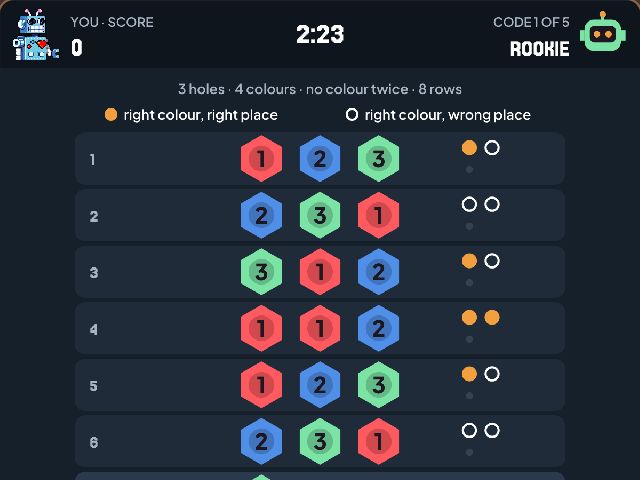 YOU · SCORE
0
2:23
CODE 1 OF 5
ROOKIE
3 holes · 4 colours · no colour twice · 8 rows
right colour, right place
right colour, wrong place
1 1 2 3
2 2 3 1
3 3 1 2
4 1 1 2
5 1 2 3
6 2 3 1